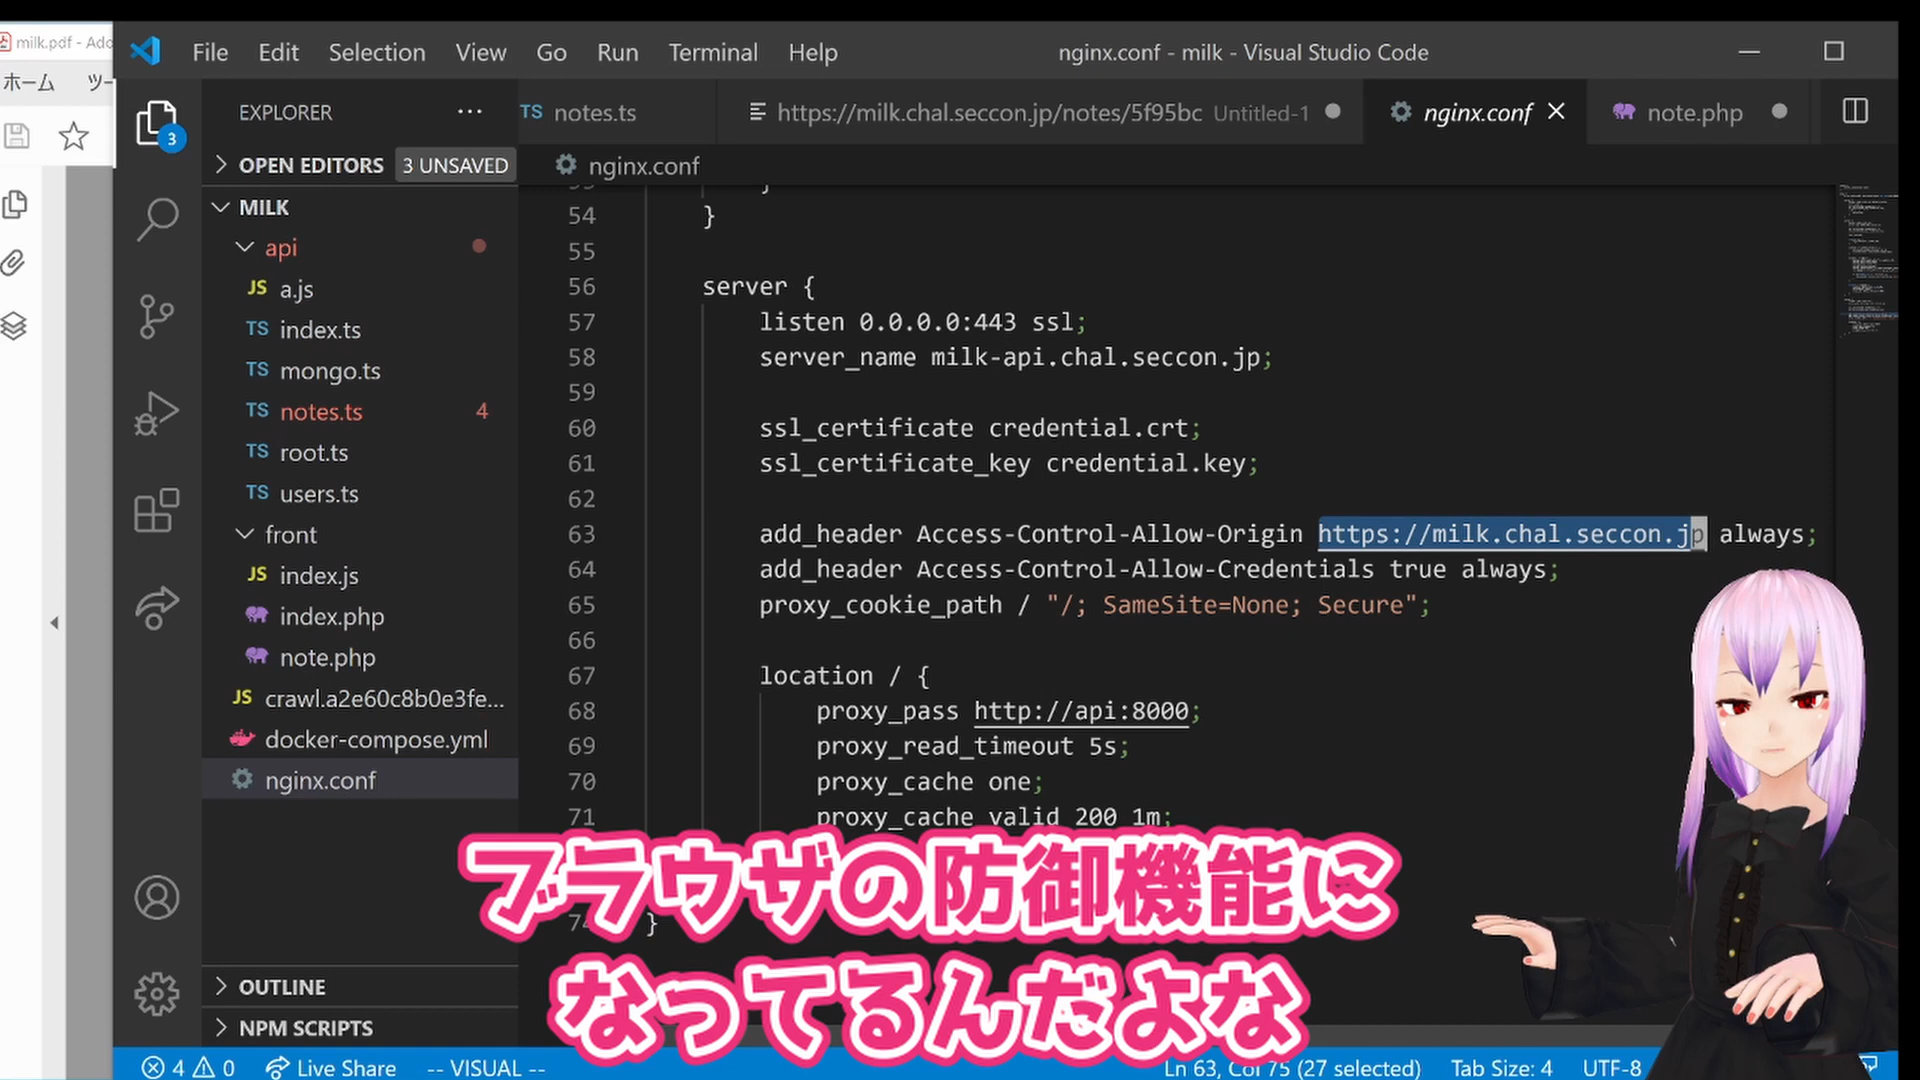 milk.pdf - Ado
ホーム ツー
File Edit Selection View Go Run Terminal Help
nginx.conf - milk - Visual Studio Code
EXPLORER
TS notes.ts
https://milk.chal.seccon.jp/notes/5f95bc Untitled-1
nginx.conf
note.php
3
OPEN EDITORS 3 UNSAVED
nginx.conf
MILK
api
JS a.js
TS index.ts
TS mongo.ts
TS notes.ts 4
TS root.ts
TS users.ts
front
JS index.js
index.php
note.php
JS crawl.a2e60c8b0e3fe...
docker-compose.yml
nginx.conf
OUTLINE
NPM SCRIPTS
54 }
55
56 server {
57 listen 0.0.0.0:443 ssl;
58 server_name milk-api.chal.seccon.jp;
59
60 ssl_certificate credential.crt;
61 ssl_certificate_key credential.key;
62
63 add_header Access-Control-Allow-Origin https://milk.chal.seccon.jp always;
64 add_header Access-Control-Allow-Credentials true always;
65 proxy_cookie_path / "/; SameSite=None; Secure";
66
67 location / {
68 proxy_pass http://api:8000;
69 proxy_read_timeout 5s;
70 proxy_cache one;
71 proxy_cache_valid 200 1m;
74 }
ブラウザの防御機能に
なってるんだよな
4 0 Live Share -- VISUAL --
Ln 63, Col 75 (27 selected) Tab Size: 4 UTF-8